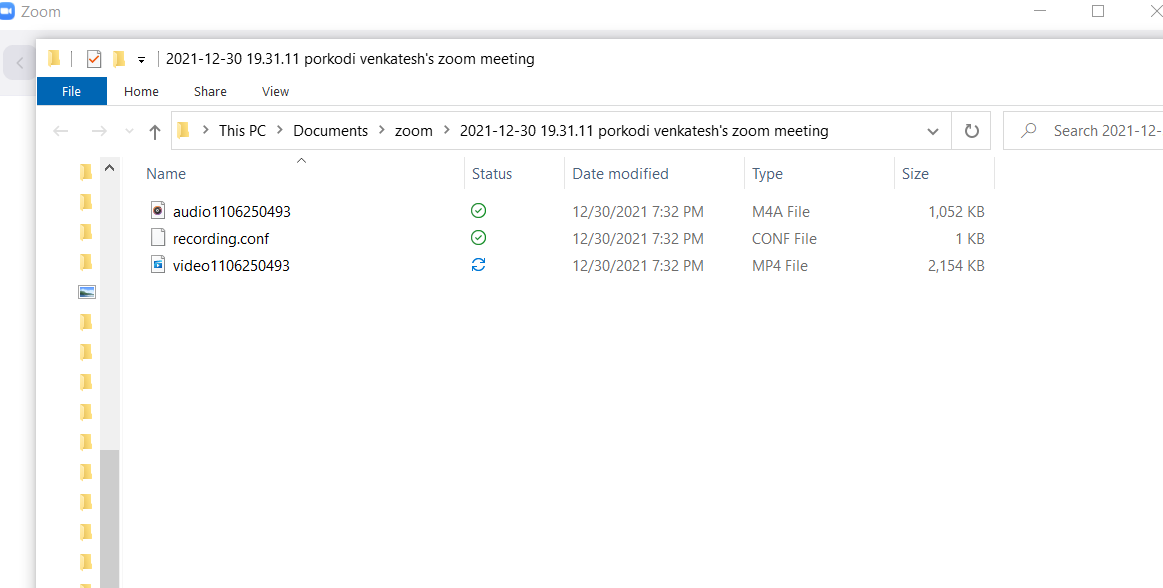 Zoom
2021-12-30 19.31.11 porkodi venkatesh's zoom meeting
File Home Share View
This PC Documents zoom 2021-12-30 19.31.11 porkodi venkatesh's zoom meeting Search 2021-12-
Name Status Date modified Type Size
audio1106250493 12/30/2021 7:32 PM M4A File 1,052 KB
recording.conf 12/30/2021 7:32 PM CONF File 1 KB
video1106250493 12/30/2021 7:32 PM MP4 File 2,154 KB